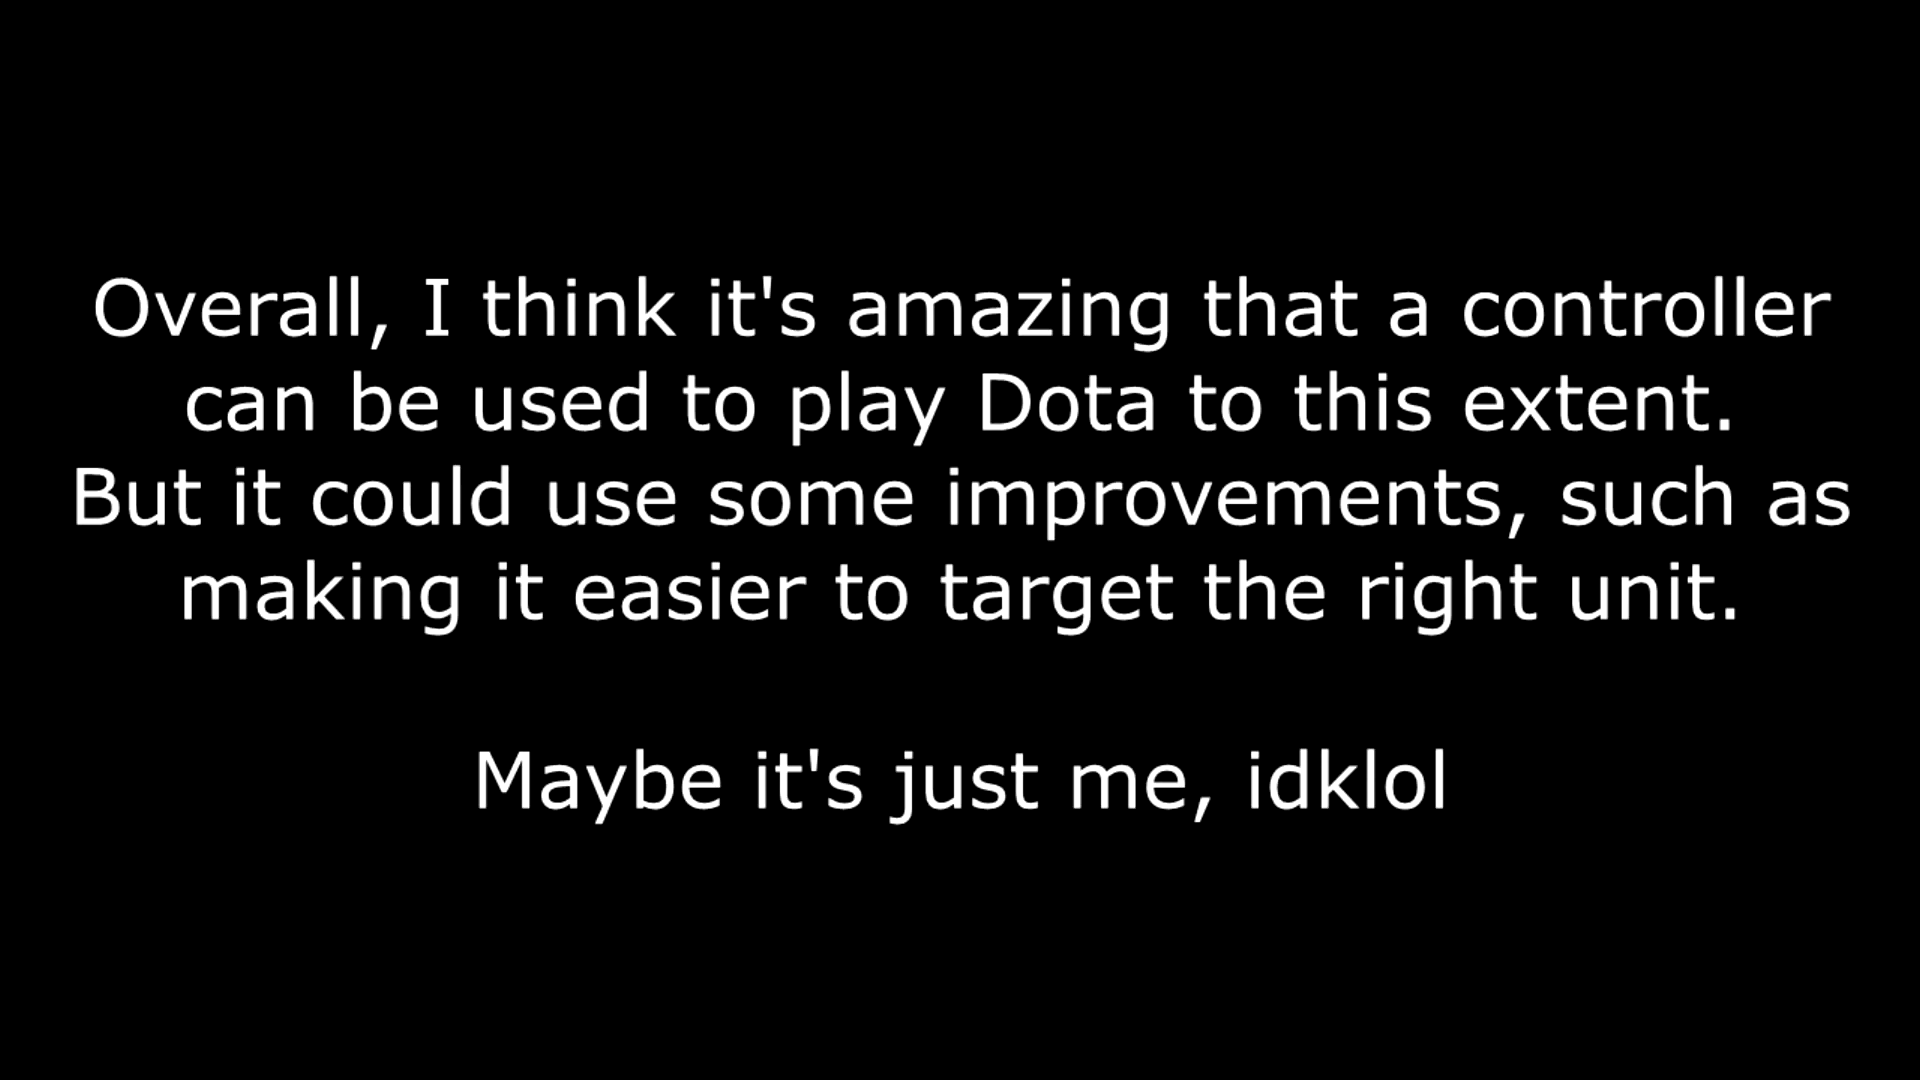 Overall, I think it's amazing that a controller
can be used to play Dota to this extent.
But it could use some improvements, such as
making it easier to target the right unit.
Maybe it's just me, idklol